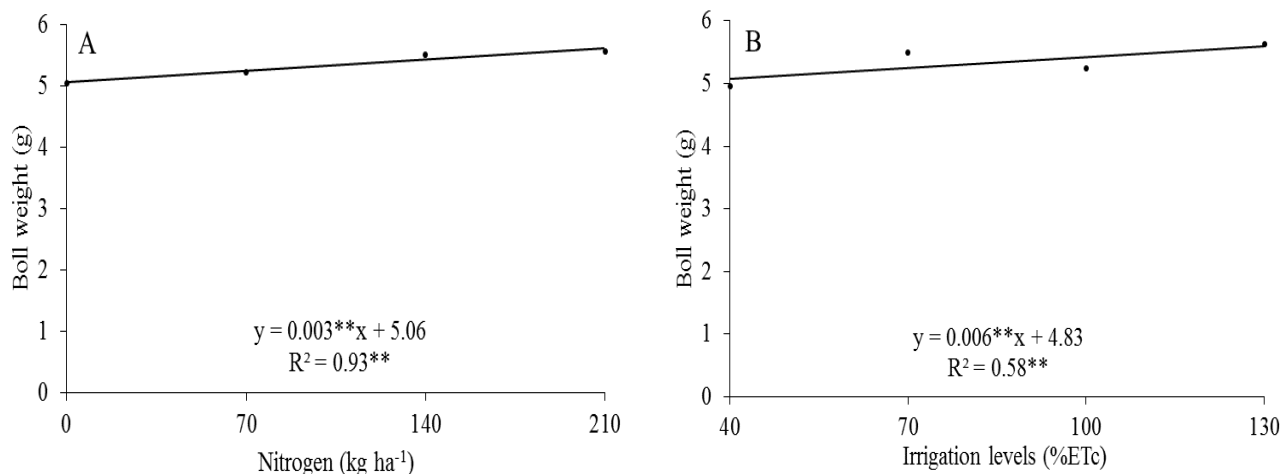 A
6
5
4
3
2
1
0
Boll weight (g)
y = 0.003**x + 5.06
R² = 0.93**
0 70 140 210
Nitrogen (kg ha⁻¹)
B
6
5
4
3
2
1
0
Boll weight (g)
y = 0.006**x + 4.83
R² = 0.58**
40 70 100 130
Irrigation levels (%ETc)